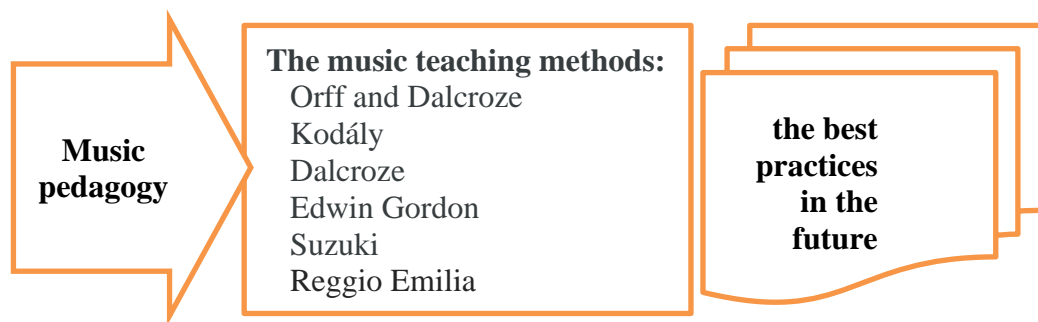 Music
pedagogy
The music teaching methods:
Orff and Dalcroze
Kodály
Dalcroze
Edwin Gordon
Suzuki
Reggio Emilia
the best
practices
in the
future